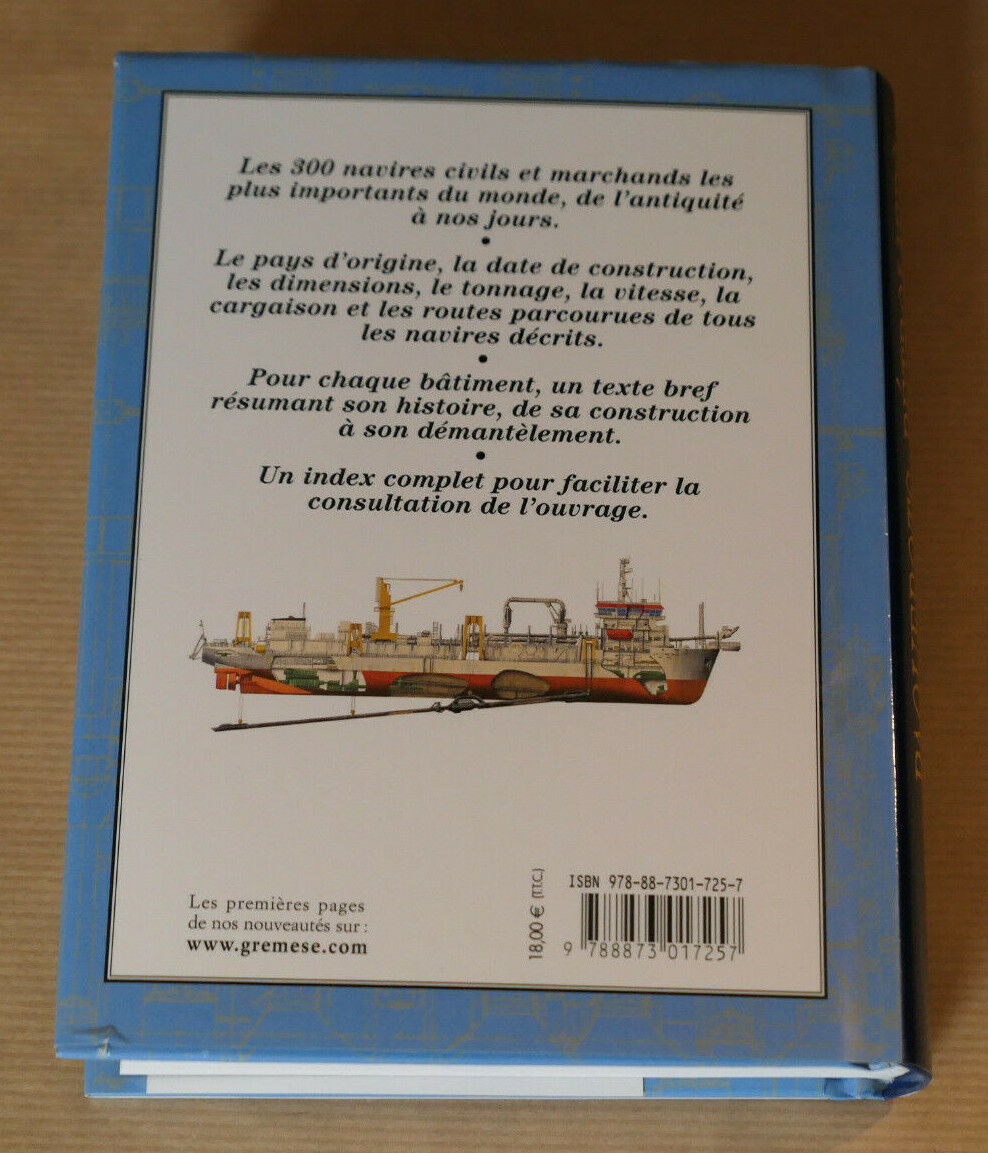 Les 300 navires civils et marchands les
plus importants du monde, de l'antiquité
à nos jours.
•
Le pays d'origine, la date de construction,
les dimensions, le tonnage, la vitesse, la
cargaison et les routes parcourues de tous
les navires décrits.
•
Pour chaque bâtiment, un texte bref
résumant son histoire, de sa construction
à son démantèlement.
•
Un index complet pour faciliter la
consultation de l'ouvrage.
Les premières pages
de nos nouveautés sur :
www.gremese.com
18,00 € (T.T.C.)
ISBN 978-88-7301-725-7
9 788873 017257